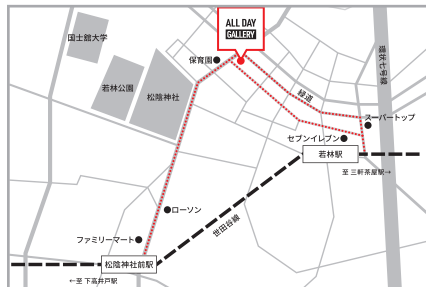 ALL DAY
GALLERY
国士舘大学
保育園
環状七号線
若林公園
松陰神社
緑道
スーパートップ
セブンイレブン
若林駅
至 三軒茶屋駅→
ローソン
世田谷線
ファミリーマート
松陰神社前駅
←至 下高井戸駅